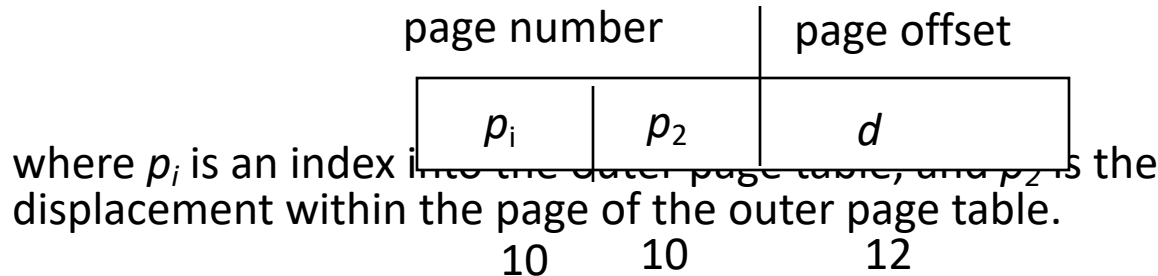 page number page offset
pᵢ p₂ d
where pᵢ is an index into the outer page table, and p₂ is the
displacement within the page of the outer page table.
10 10 12